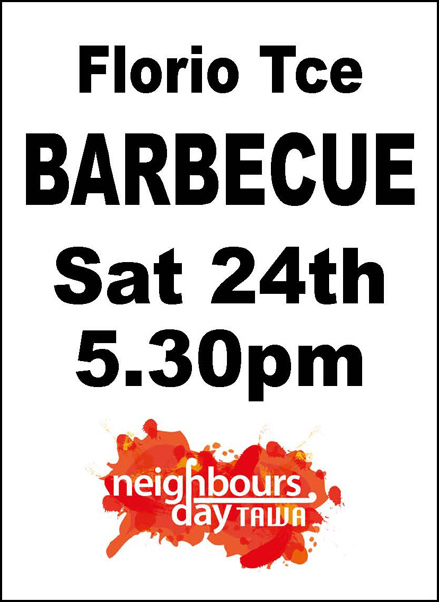 Florio Tce
BARBECUE
Sat 24th
5.30pm
neighbours
day TAWA